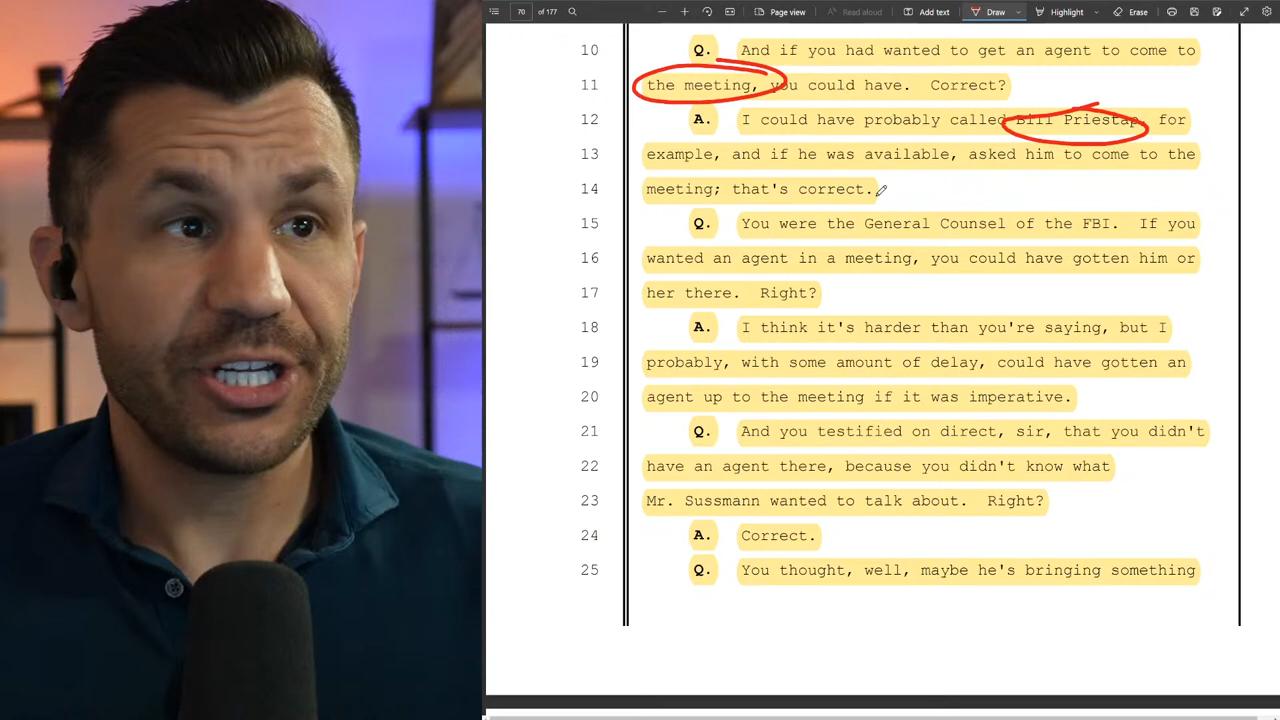 70 of 177
Page view
Read aloud
Add text
Draw
Highlight
Erase
10 Q. And if you had wanted to get an agent to come to
11 the meeting, you could have. Correct?
12 A. I could have probably called Bill Priestap, for
13 example, and if he was available, asked him to come to the
14 meeting; that's correct.
15 Q. You were the General Counsel of the FBI. If you
16 wanted an agent in a meeting, you could have gotten him or
17 her there. Right?
18 A. I think it's harder than you're saying, but I
19 probably, with some amount of delay, could have gotten an
20 agent up to the meeting if it was imperative.
21 Q. And you testified on direct, sir, that you didn't
22 have an agent there, because you didn't know what
23 Mr. Sussmann wanted to talk about. Right?
24 A. Correct.
25 Q. You thought, well, maybe he's bringing something